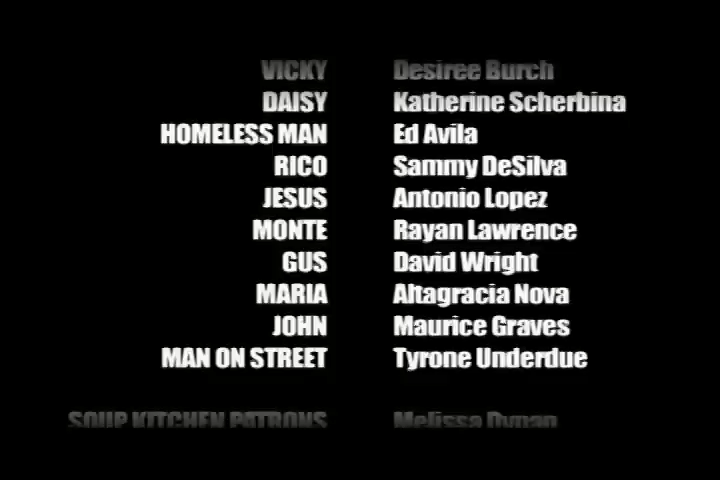 VICKY Desiree Burch
DAISY Katherine Scherbina
HOMELESS MAN Ed Avila
RICO Sammy DeSilva
JESUS Antonio Lopez
MONTE Rayan Lawrence
GUS David Wright
MARIA Altagracia Nova
JOHN Maurice Graves
MAN ON STREET Tyrone Underdue
SOUP KITCHEN PATRONS Melissa